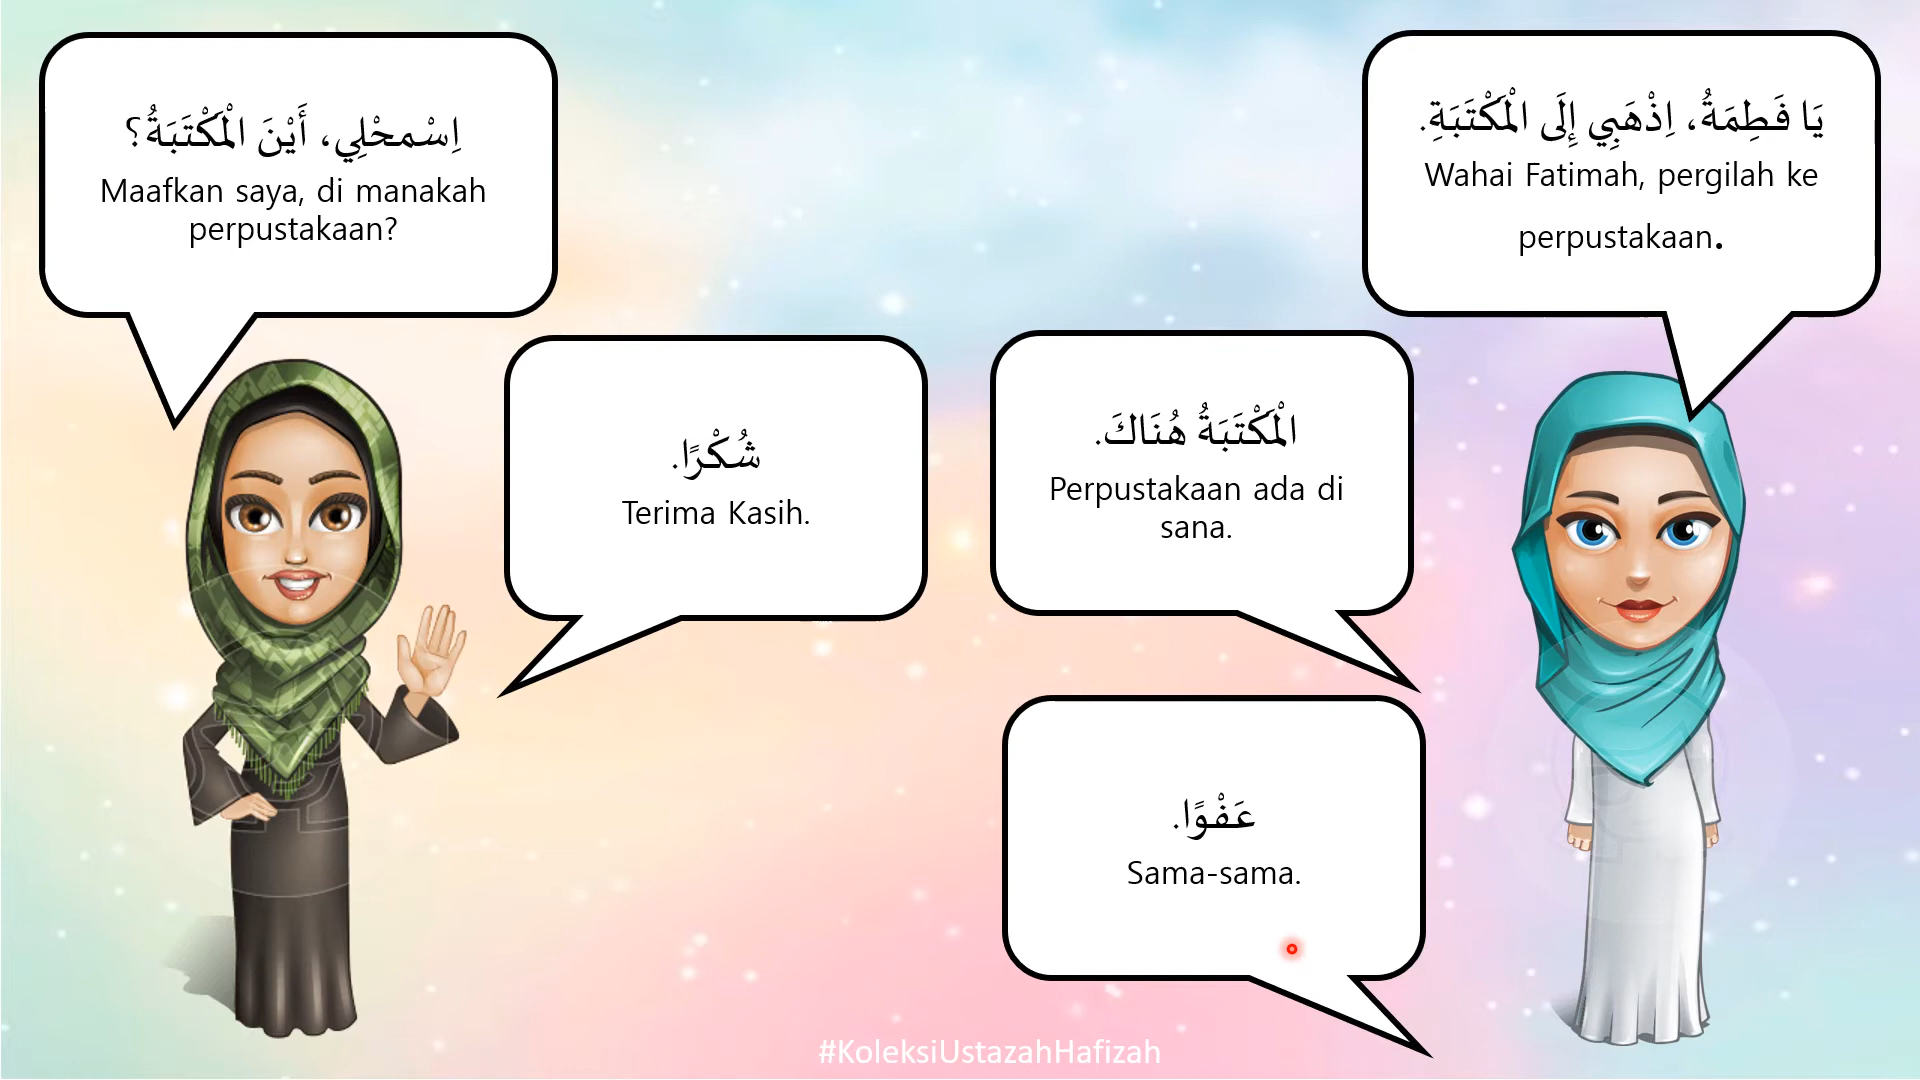 يَا فَطِمَةُ، اِذْهَبِي إِلَى الْمَكْتَبَةِ.
Wahai Fatimah, pergilah ke
perpustakaan.
اِسْمحْلِي، أَيْنَ الْمَكْتَبَةُ؟
Maafkan saya, di manakah
perpustakaan?
الْمَكْتَبَةُ هُنَاكَ.
Perpustakaan ada di
sana.
شُكْرًا.
Terima Kasih.
عَفْوًا.
Sama-sama.
#KoleksiUstazahHafizah